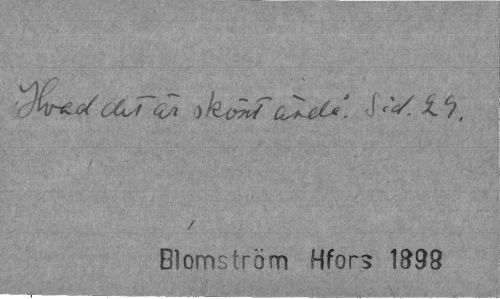 Hvad det är skönt ändå. Sid. 29.
Blomström Hfors 1898